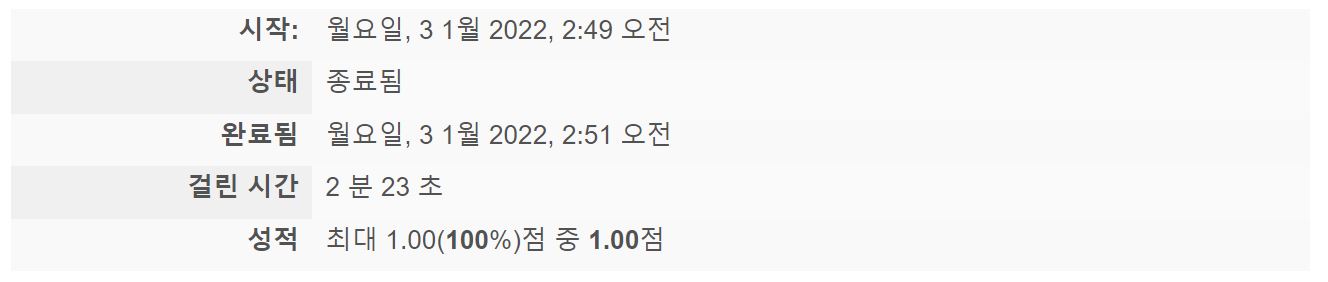 시작: 월요일, 3 1월 2022, 2:49 오전
상태 종료됨
완료됨 월요일, 3 1월 2022, 2:51 오전
걸린 시간 2 분 23 초
성적 최대 1.00(100%)점 중 1.00점